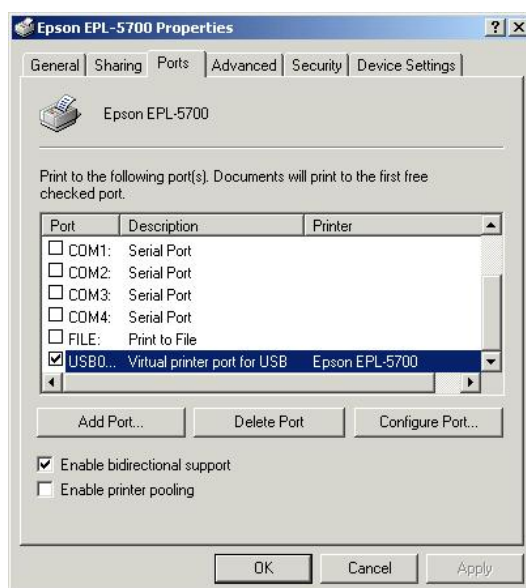 Epson EPL-5700 Properties
General Sharing Ports Advanced Security Device Settings
Epson EPL-5700
Print to the following port(s). Documents will print to the first free
checked port.
Port Description Printer
COM1: Serial Port
COM2: Serial Port
COM3: Serial Port
COM4: Serial Port
FILE: Print to File
USB0... Virtual printer port for USB Epson EPL-5700
Add Port... Delete Port Configure Port...
Enable bidirectional support
Enable printer pooling
OK Cancel Apply